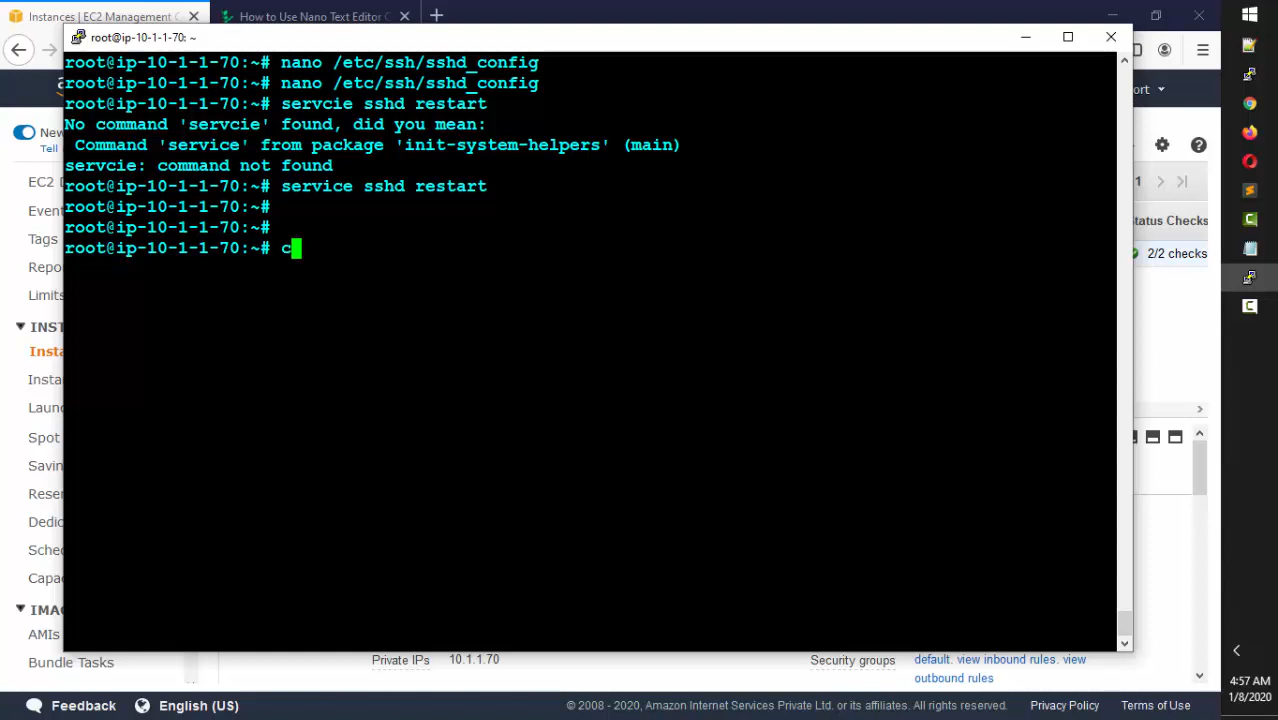 Instances | EC2 Management C
How to Use Nano Text Editor C
root@ip-10-1-1-70: ~
root@ip-10-1-1-70:~# nano /etc/ssh/sshd_config
root@ip-10-1-1-70:~# nano /etc/ssh/sshd_config
root@ip-10-1-1-70:~# servcie sshd restart
No command 'servcie' found, did you mean:
 Command 'service' from package 'init-system-helpers' (main)
servcie: command not found
root@ip-10-1-1-70:~# service sshd restart
root@ip-10-1-1-70:~#
root@ip-10-1-1-70:~#
root@ip-10-1-1-70:~# c
ort
New
Tell
1
EC2 D
Event
Tags
Repo
Limits
Status Checks
2/2 checks
INST
Insta
Instan
Launc
Spot
Savin
Reser
Dedic
Sched
Capac
IMAG
AMIs
Bundle Tasks
Private IPs
10.1.1.70
Security groups
default. view inbound rules. view
outbound rules
Feedback
English (US)
© 2008 - 2020, Amazon Internet Services Private Ltd. or its affiliates. All rights reserved.
Privacy Policy
Terms of Use
4:57 AM
1/8/2020